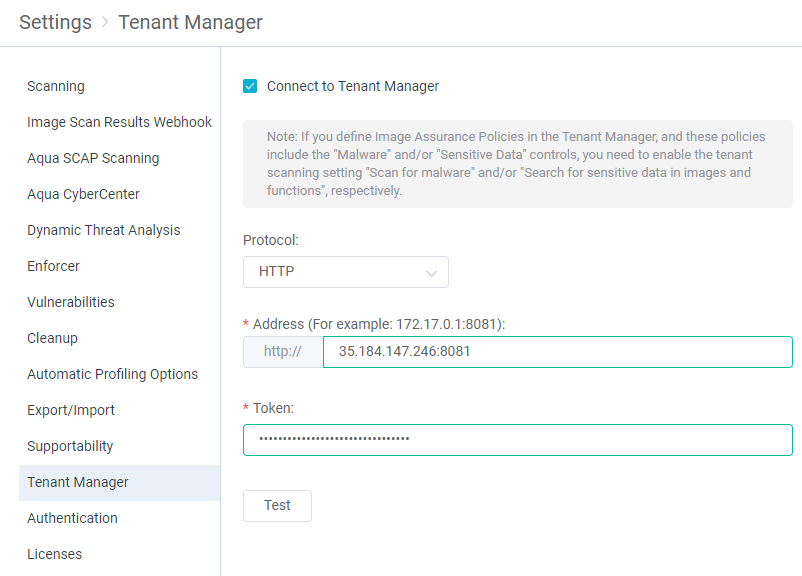 Settings > Tenant Manager
Scanning
Image Scan Results Webhook
Aqua SCAP Scanning
Aqua CyberCenter
Dynamic Threat Analysis
Enforcer
Vulnerabilities
Cleanup
Automatic Profiling Options
Export/Import
Supportability
Tenant Manager
Authentication
Licenses
Connect to Tenant Manager
Note: If you define Image Assurance Policies in the Tenant Manager, and these policies
include the "Malware" and/or "Sensitive Data" controls, you need to enable the tenant
scanning setting "Scan for malware" and/or "Search for sensitive data in images and
functions", respectively.
Protocol:
HTTP
* Address (For example: 172.17.0.1:8081):
http:// 35.184.147.246:8081
* Token:
••••••••••••••••••••••••••••••••
Test